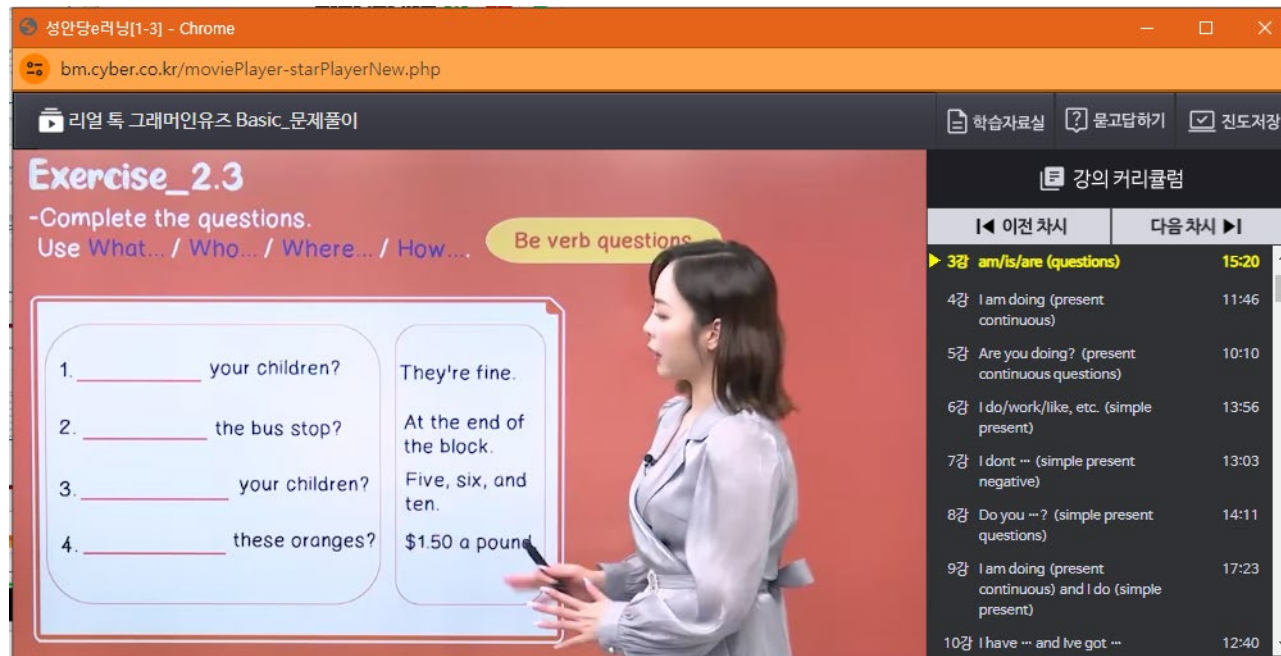 성안당e러닝[1-3] - Chrome
bm.cyber.co.kr/moviePlayer-starPlayerNew.php
리얼 톡 그래머인유즈 Basic_문제풀이
학습자료실
묻고답하기
진도저장
Exercise_2.3
-Complete the questions.
Use What... / Who... / Where... / How....
Be verb questions
1. __________ your children?
They're fine.
2. __________ the bus stop?
At the end of
the block.
3. __________ your children?
Five, six, and
ten.
4. __________ these oranges?
$1.50 a pound
강의 커리큘럼
이전 차시
다음 차시
3강 am/is/are (questions) 15:20
4강 I am doing (present 11:46
continuous)
5강 Are you doing? (present 10:10
continuous questions)
6강 I do/work/like, etc. (simple 13:56
present)
7강 I dont ··· (simple present 13:03
negative)
8강 Do you ···? (simple present 14:11
questions)
9강 I am doing (present 17:23
continuous) and I do (simple
present)
10강 I have ··· and Ive got ··· 12:40